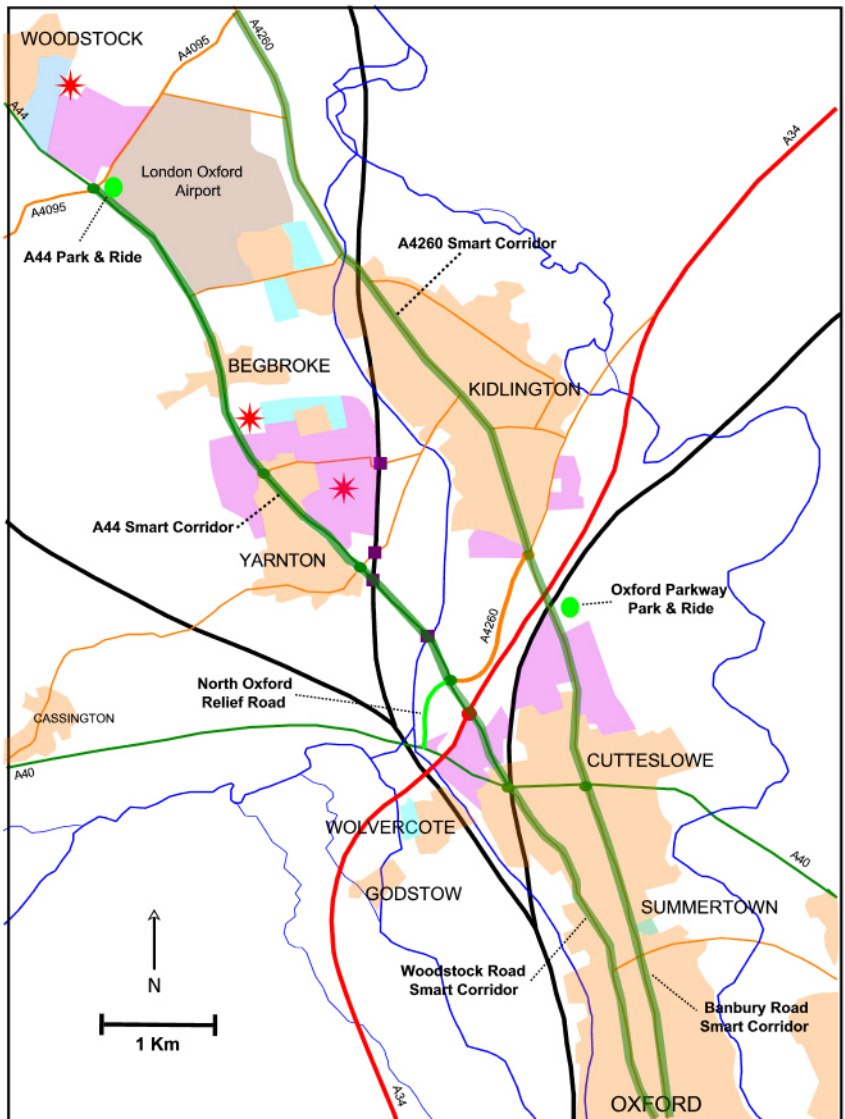 WOODSTOCK
A4095
A4260
A44
A34
London Oxford
Airport
A4095
A44 Park & Ride
A4260 Smart Corridor
BEGBROKE
KIDLINGTON
A44 Smart Corridor
YARNTON
Oxford Parkway
Park & Ride
A4260
North Oxford
Relief Road
CASSINGTON
CUTTESLOWE
A40
WOLVERCOTE
A40
GODSTOW
SUMMERTOWN
N
Woodstock Road
Smart Corridor
Banbury Road
Smart Corridor
1 Km
A34
OXFORD